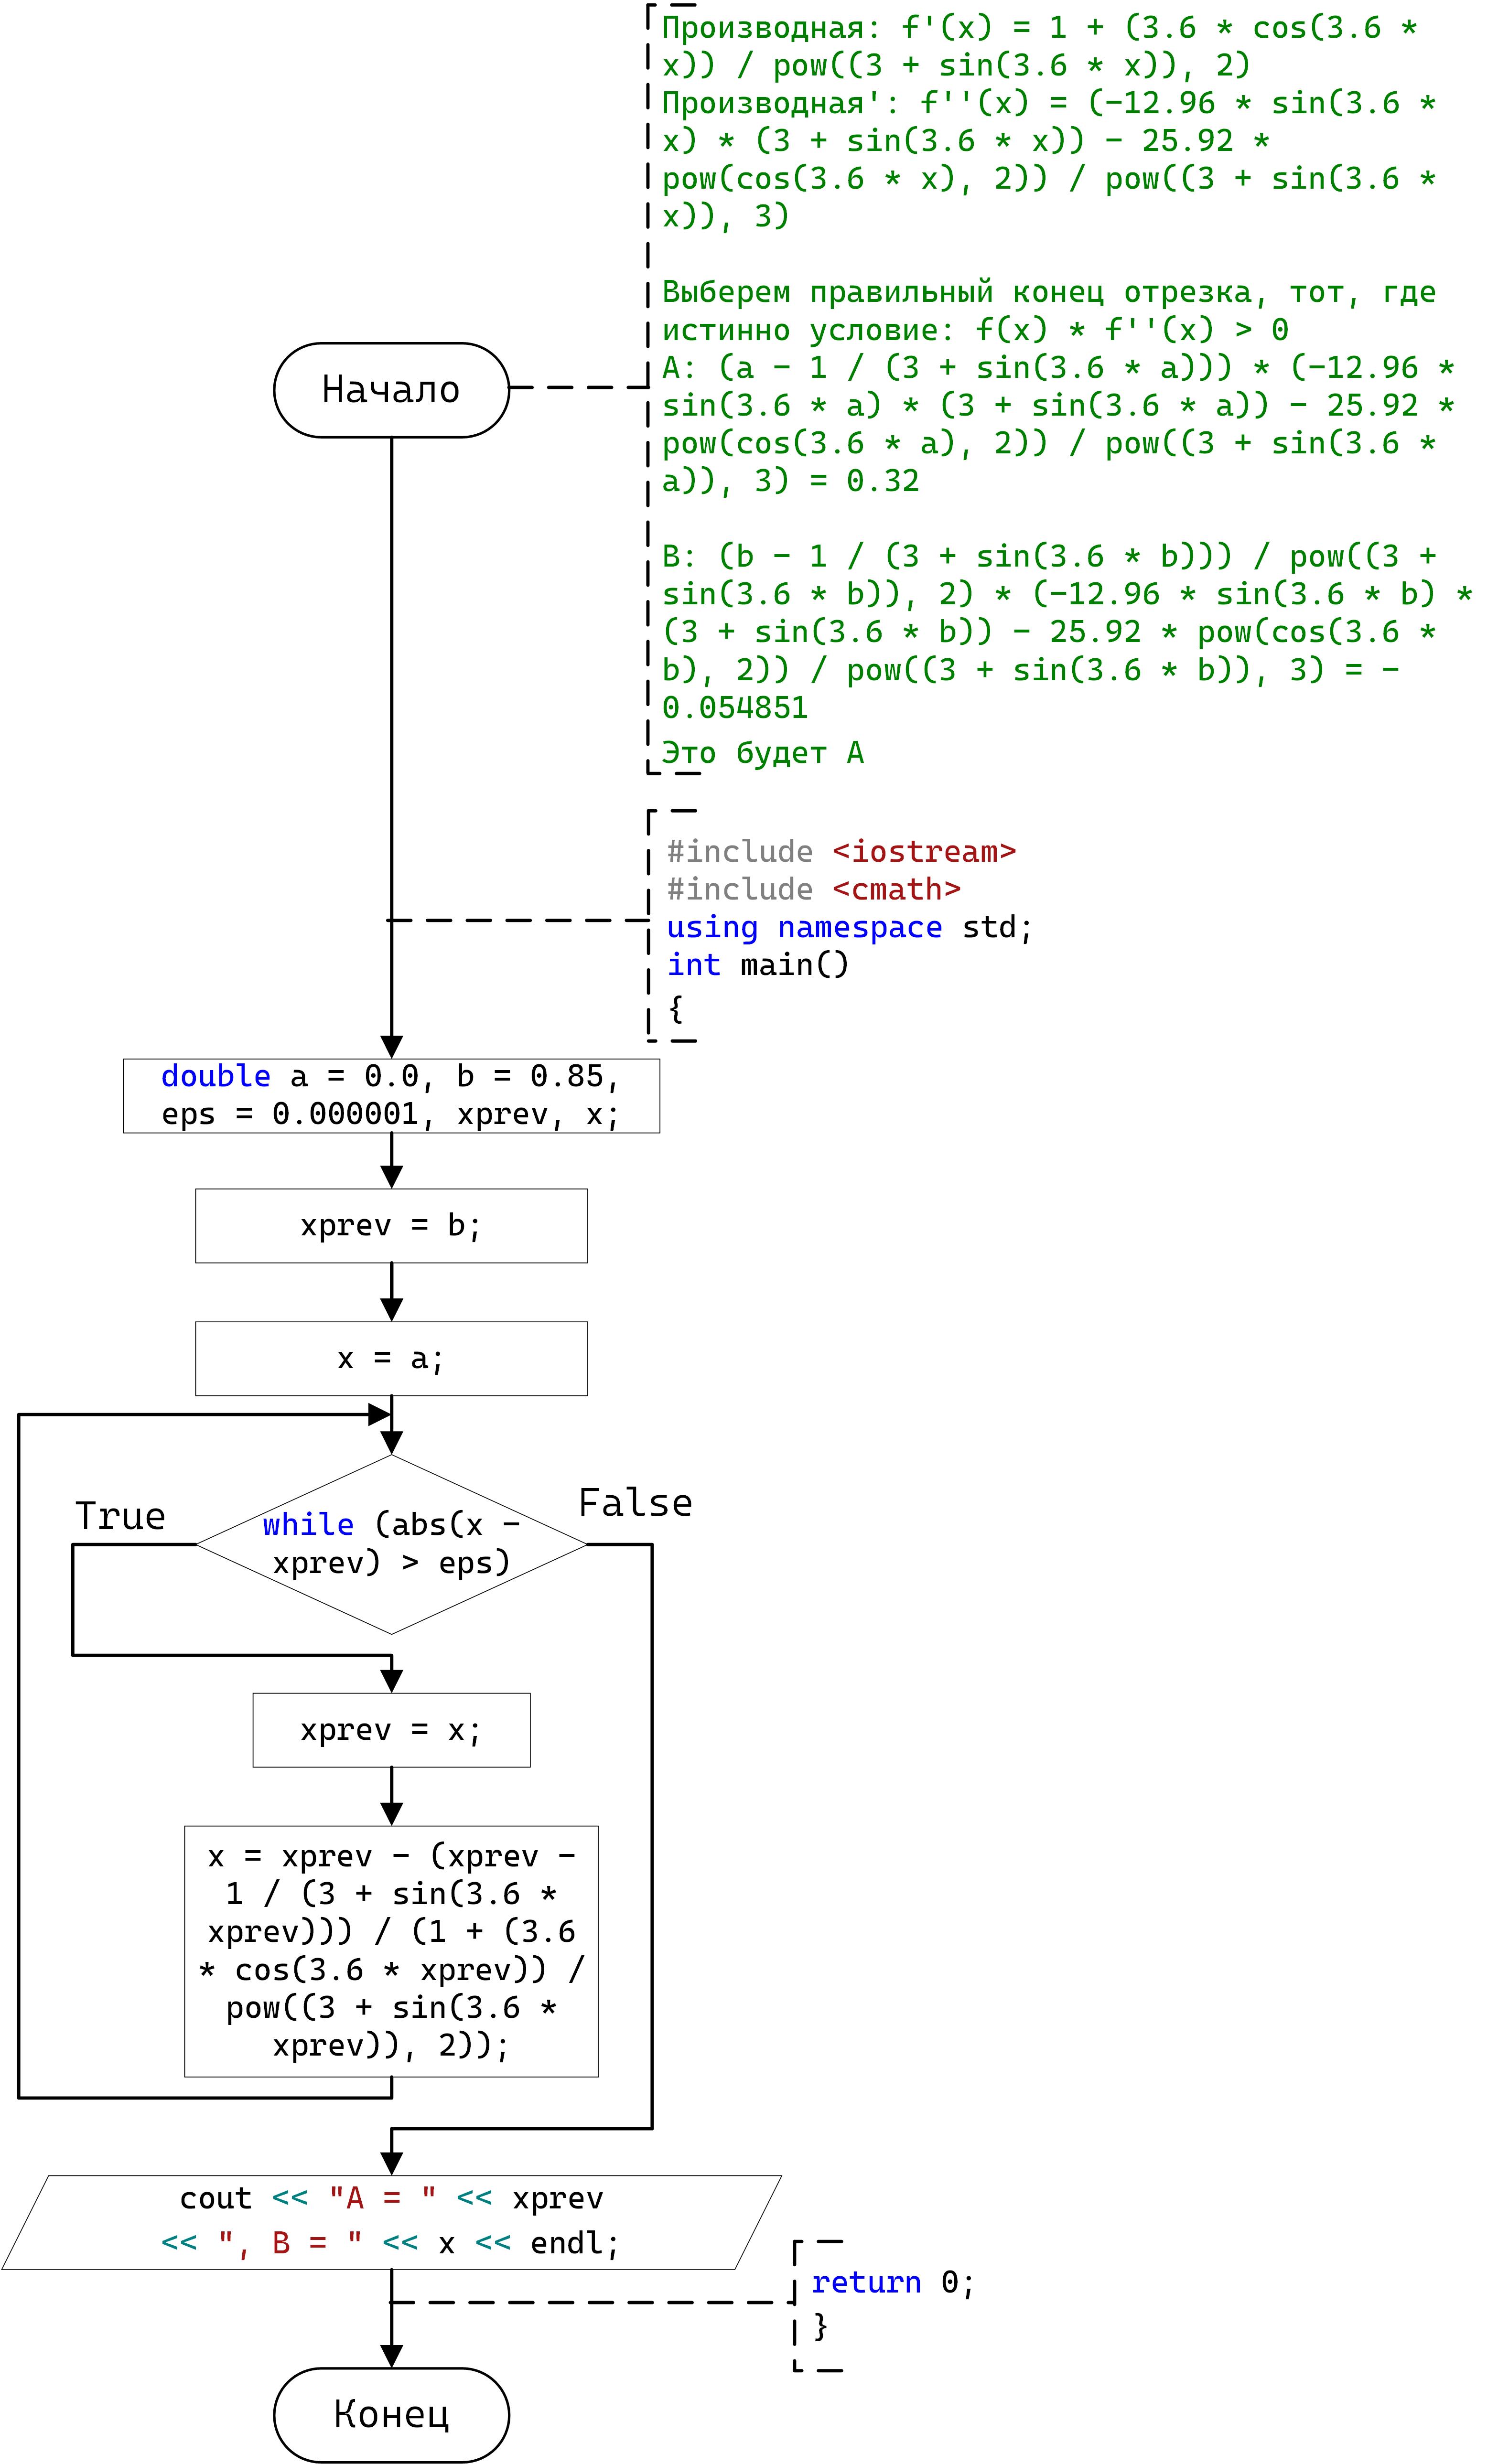 Производная: f'(x) = 1 + (3.6 * cos(3.6 *
x)) / pow((3 + sin(3.6 * x)), 2)
Производная': f''(x) = (−12.96 * sin(3.6 *
x) * (3 + sin(3.6 * x)) − 25.92 *
pow(cos(3.6 * x), 2)) / pow((3 + sin(3.6 *
x)), 3)
Выберем правильный конец отрезка, тот, где
истинно условие: f(x) * f''(x) > 0
A: (a − 1 / (3 + sin(3.6 * a))) * (−12.96 *
sin(3.6 * a) * (3 + sin(3.6 * a)) − 25.92 *
pow(cos(3.6 * a), 2)) / pow((3 + sin(3.6 *
a)), 3) = 0.32
B: (b − 1 / (3 + sin(3.6 * b))) / pow((3 +
sin(3.6 * b)), 2) * (−12.96 * sin(3.6 * b) *
(3 + sin(3.6 * b)) − 25.92 * pow(cos(3.6 *
b), 2)) / pow((3 + sin(3.6 * b)), 3) = −
0.054851
Это будет A
Начало
#include <iostream>
#include <cmath>
using namespace std;
int main()
{
double a = 0.0, b = 0.85,
eps = 0.000001, xprev, x;
xprev = b;
x = a;
True
False
while (abs(x −
xprev) > eps)
xprev = x;
x = xprev − (xprev −
1 / (3 + sin(3.6 *
xprev))) / (1 + (3.6
* cos(3.6 * xprev)) /
pow((3 + sin(3.6 *
xprev)), 2));
cout << "A = " << xprev
<< ", B = " << x << endl;
return 0;
}
Конец